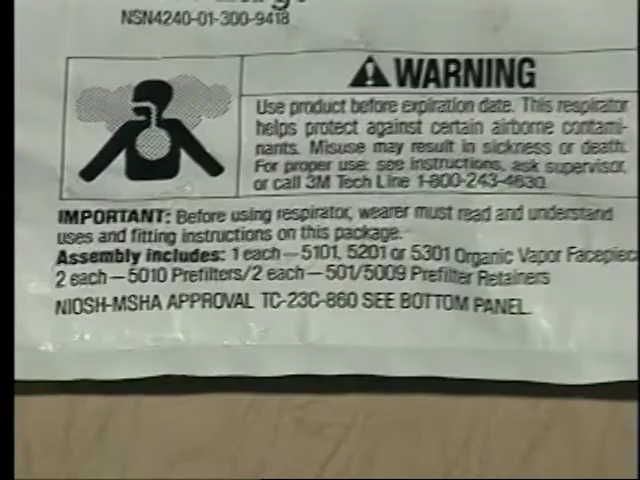 NSN4240-01-300-9418
WARNING
Use product before expiration date. This respirator
helps protect against certain airborne contami-
nants. Misuse may result in sickness or death.
For proper use: see instructions, ask supervisor,
or call 3M Tech Line 1-800-243-4630.
IMPORTANT: Before using respirator, wearer must read and understand
uses and fitting instructions on this package.
Assembly includes: 1 each—5101, 5201 or 5301 Organic Vapor Facepiec
2 each—5010 Prefilters/2 each—501/5009 Prefilter Retainers
NIOSH-MSHA APPROVAL TC-23C-860 SEE BOTTOM PANEL.